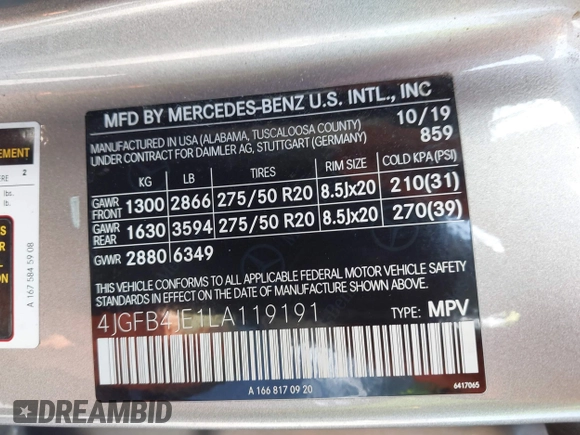 MFD BY MERCEDES-BENZ U.S. INTL., INC
MANUFACTURED IN USA (ALABAMA, TUSCALOOSA COUNTY) 10/19
UNDER CONTRACT FOR DAIMLER AG, STUTTGART (GERMANY) 859
KG LB TIRES RIM SIZE COLD KPA (PSI)
GAWR FRONT 1300 2866 275/50 R20 8.5Jx20 210(31)
GAWR REAR 1630 3594 275/50 R20 8.5Jx20 270(39)
GVWR 2880 6349
THIS VEHICLE CONFORMS TO ALL APPLICABLE FEDERAL MOTOR VEHICLE SAFETY
STANDARDS IN EFFECT ON THE DATE OF MANUFACTURE SHOWN ABOVE.
4JGFB4JE1LA119191 TYPE: MPV
A 166 817 09 20 6417065
EMENT
ERE 2
A 167 584 59 08
DREAMBID